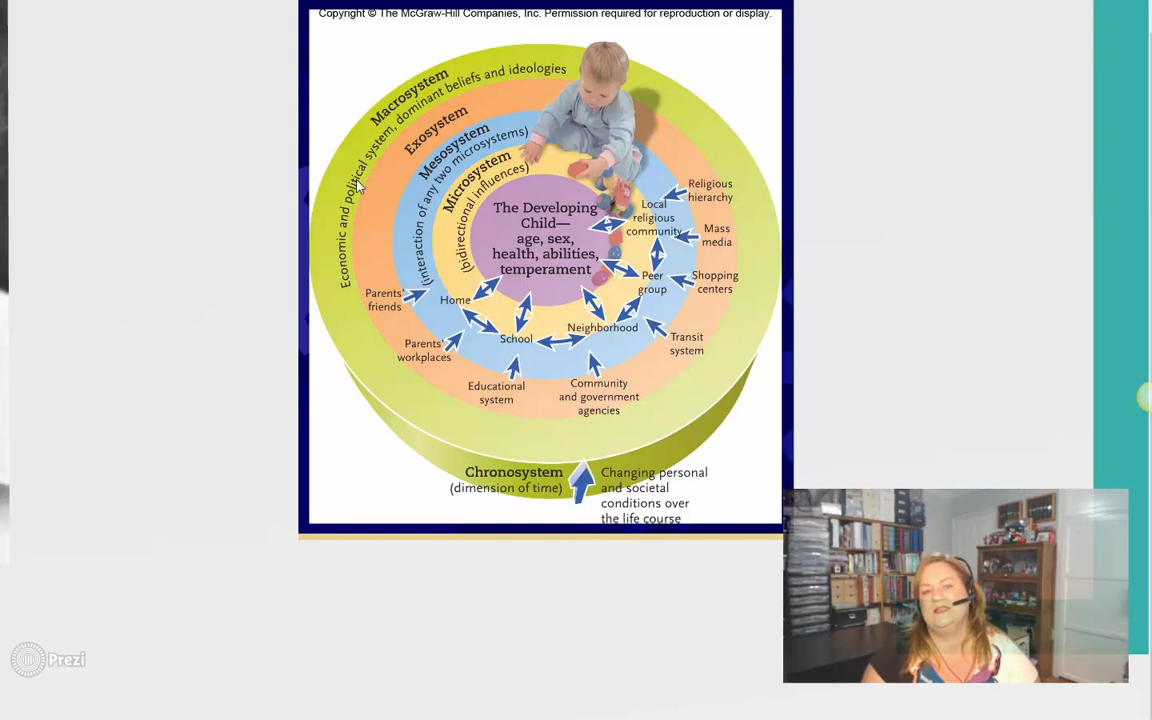 Copyright © The McGraw-Hill Companies, Inc. Permission required for reproduction or display.
Macrosystem
Economic and political system, dominant beliefs and ideologies
Exosystem
Mesosystem
(interaction of any two microsystems)
Microsystem
(bidirectional influences)
The Developing
Child—
age, sex,
health, abilities,
temperament
Religious
hierarchy
Local
religious
community
Mass
media
Peer
group
Shopping
centers
Parents'
friends
Home
Neighborhood
School
Transit
system
Parents'
workplaces
Educational
system
Community
and government
agencies
Chronosystem
(dimension of time)
Changing personal
and societal
conditions over
the life course
Prezi